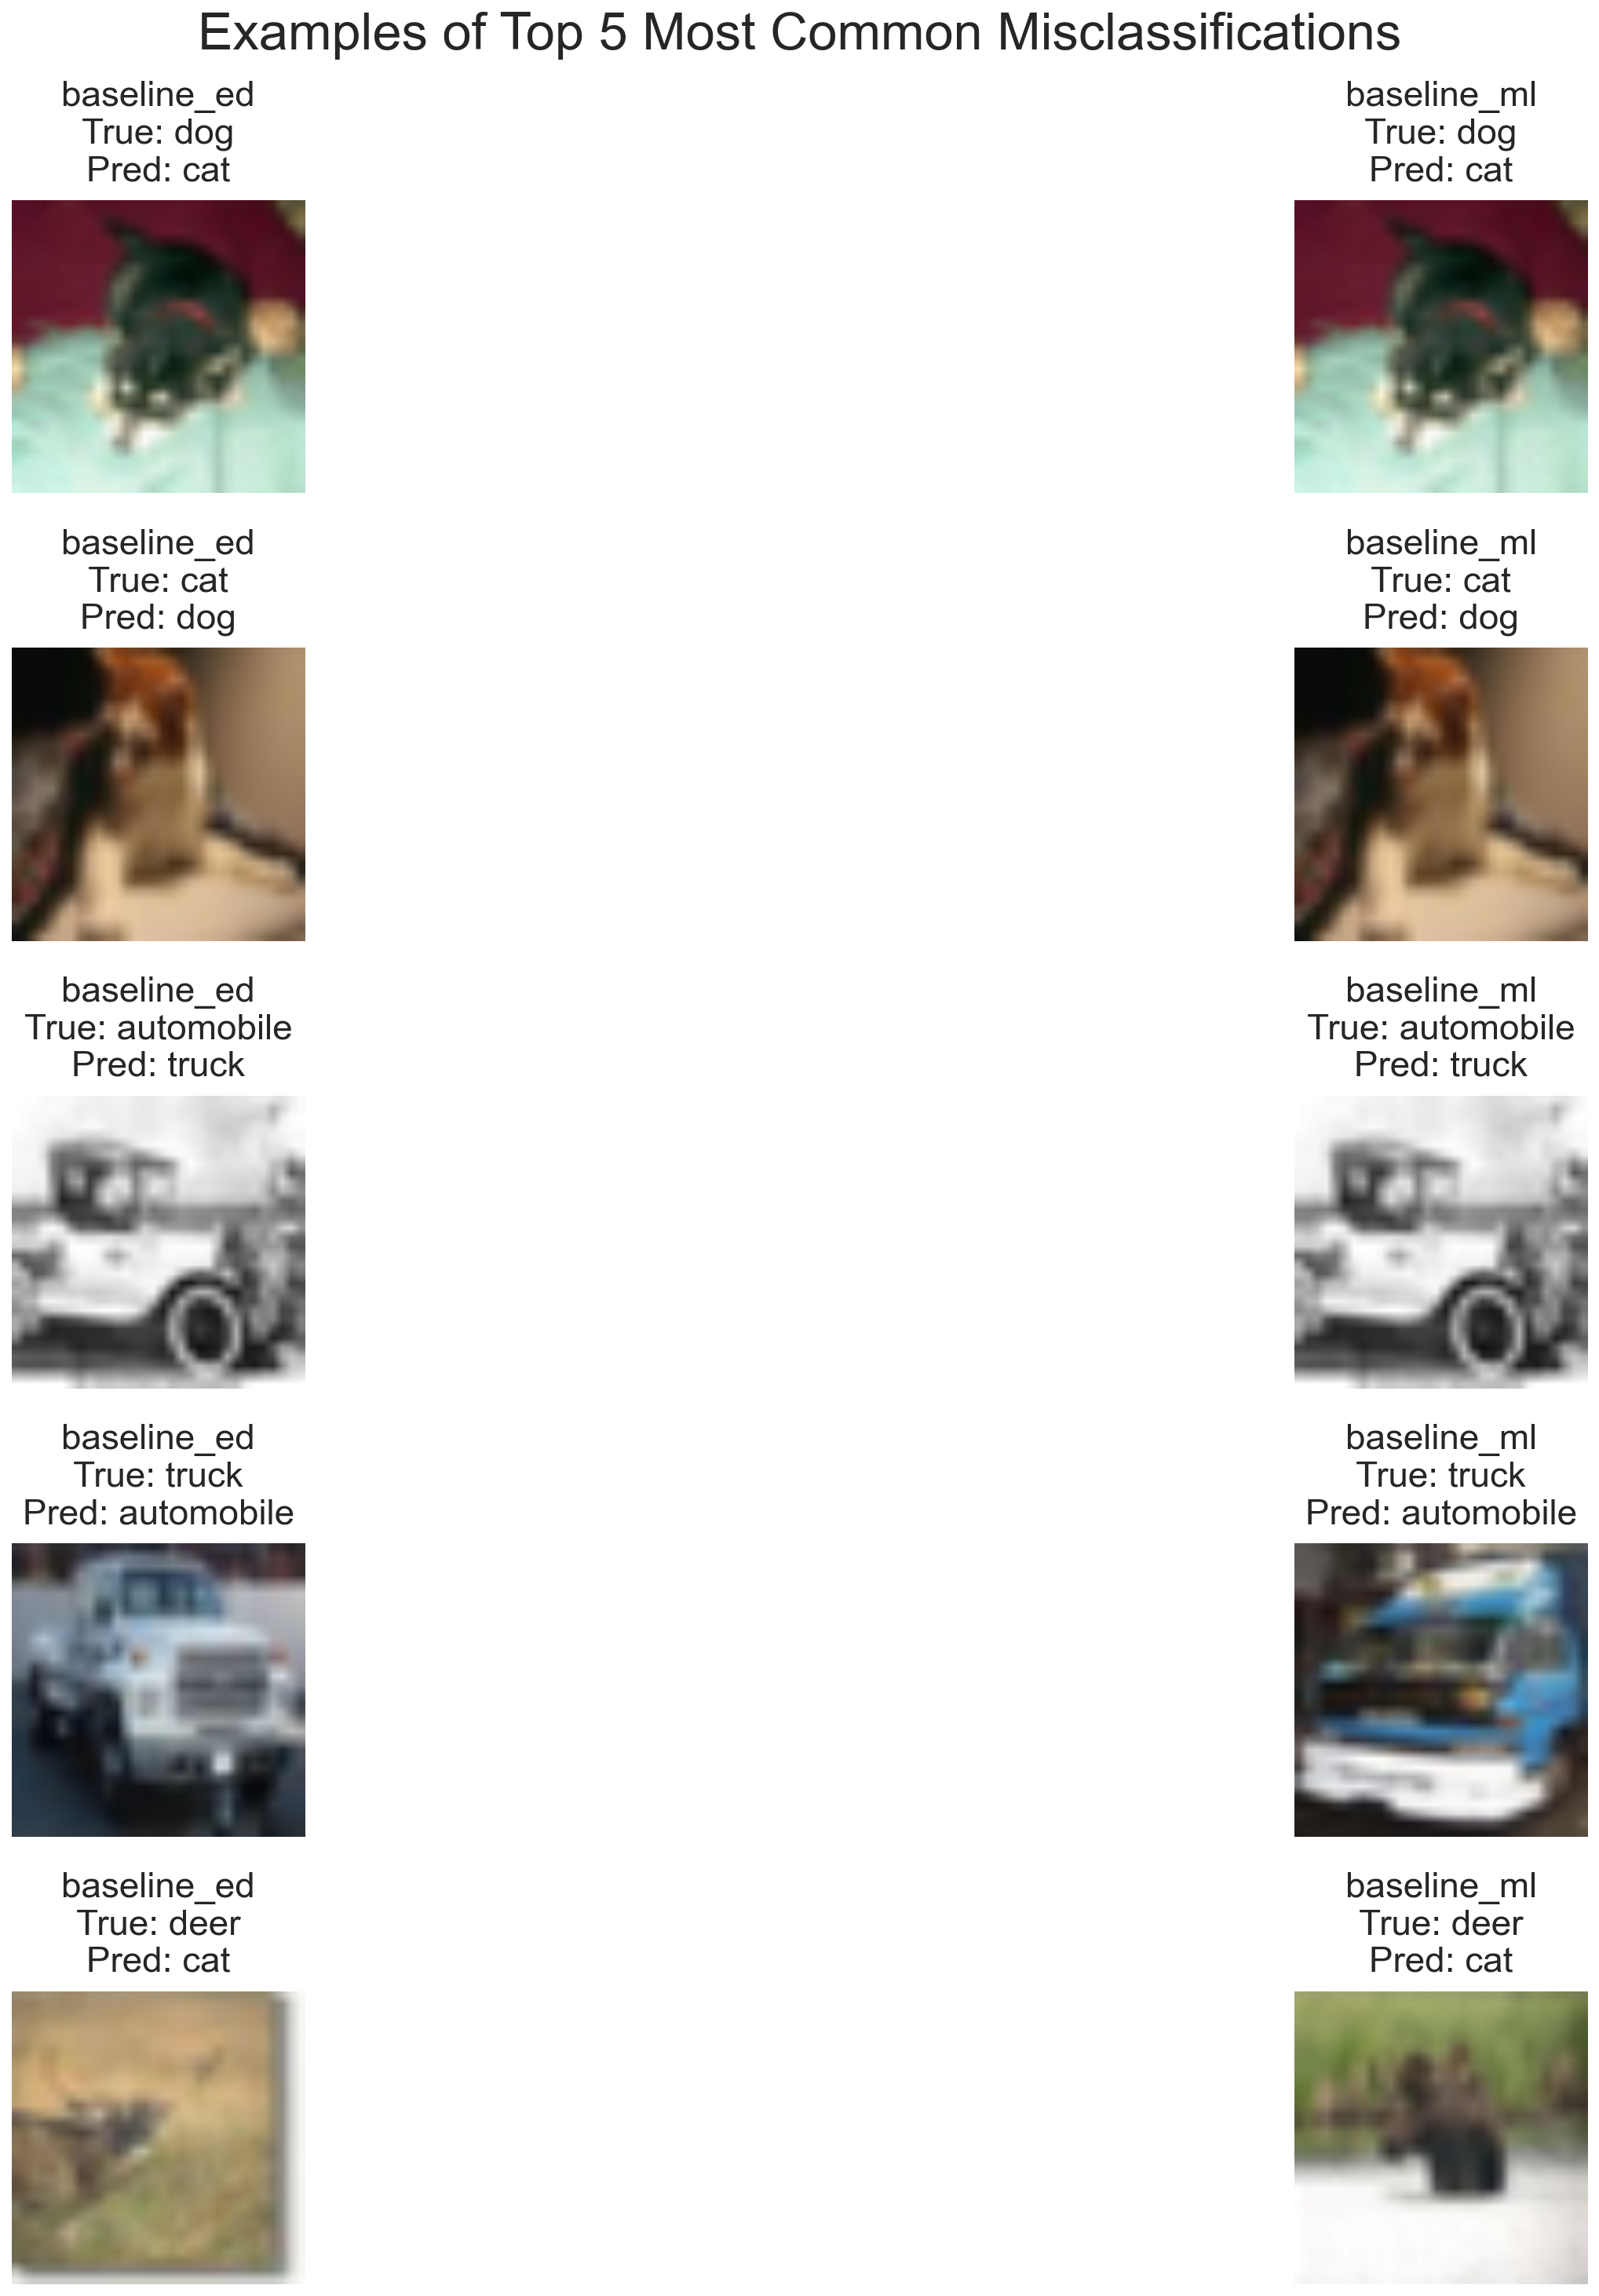 Examples of Top 5 Most Common Misclassifications
baseline_ed
True: dog
Pred: cat
baseline_ml
True: dog
Pred: cat
baseline_ed
True: cat
Pred: dog
baseline_ml
True: cat
Pred: dog
baseline_ed
True: automobile
Pred: truck
baseline_ml
True: automobile
Pred: truck
baseline_ed
True: truck
Pred: automobile
baseline_ml
True: truck
Pred: automobile
baseline_ed
True: deer
Pred: cat
baseline_ml
True: deer
Pred: cat